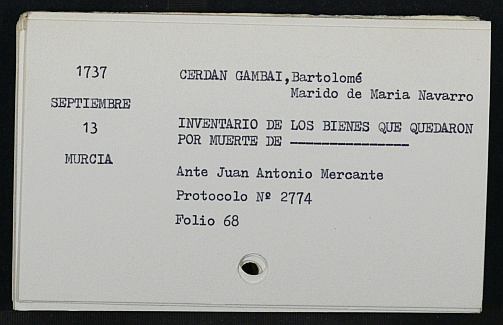 1737
SEPTIEMBRE
13
MURCIA
CERDAN GAMBAI,Bartolomé
Marido de Maria Navarro
INVENTARIO DE LOS BIENES QUE QUEDARON
POR MUERTE DE ----------------
Ante Juan Antonio Mercante
Protocolo Nº 2774
Folio 68